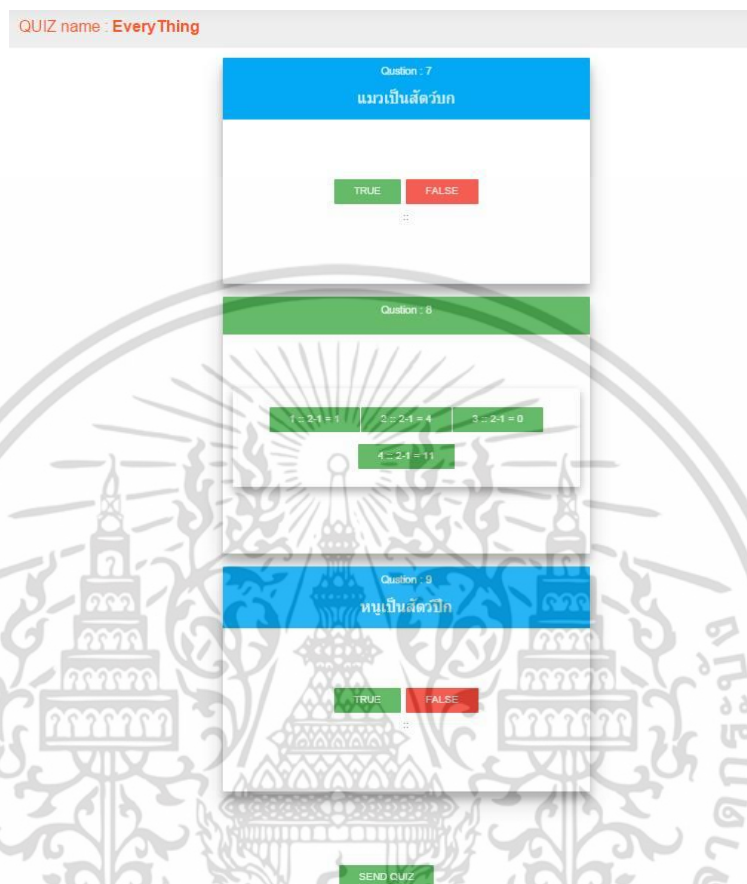 QUIZ name : EveryThing
Qustion : 7
แมวเป็นสัตว์บก
TRUE FALSE
::
Qustion : 8
1 :: 2-1 = 1 2 :: 2-1 = 4 3 :: 2-1 = 0
4 :: 2-1 = 11
Qustion : 9
หนูเป็นสัตว์ปีก
TRUE FALSE
::
SEND QUIZ